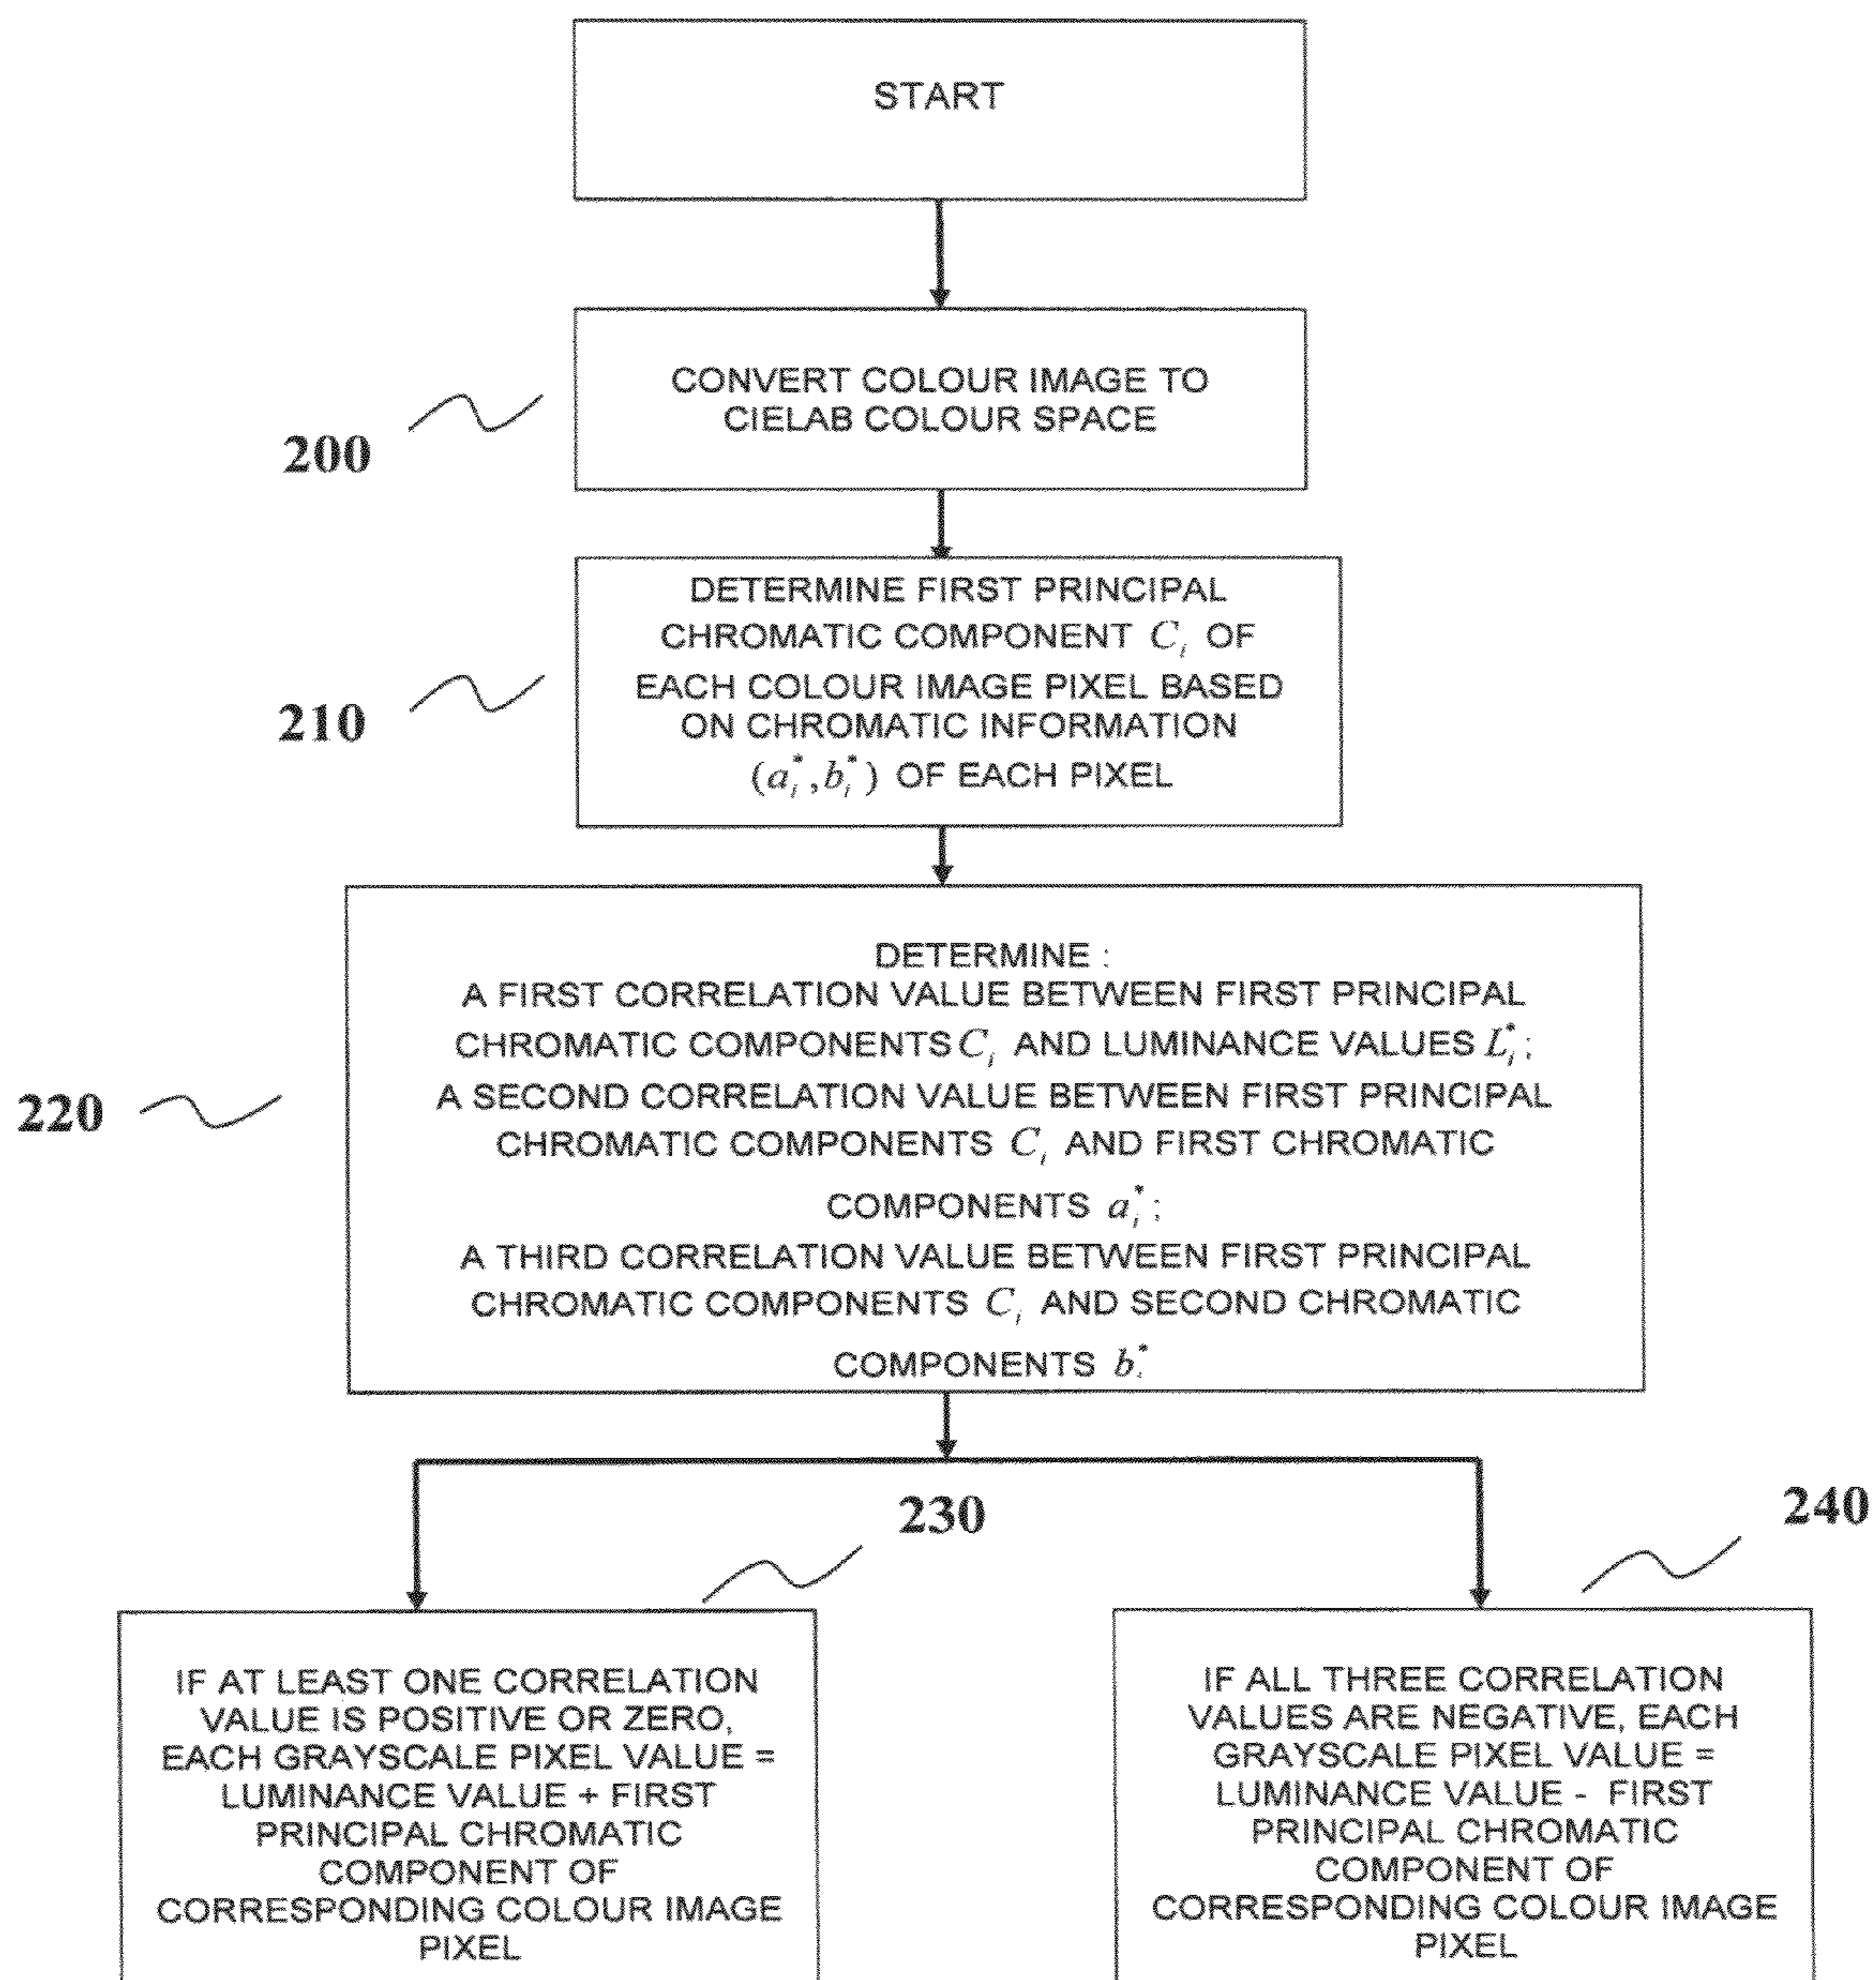 START
CONVERT COLOUR IMAGE TO
CIELAB COLOUR SPACE
200
DETERMINE FIRST PRINCIPAL
CHROMATIC COMPONENT C_i OF
EACH COLOUR IMAGE PIXEL BASED
ON CHROMATIC INFORMATION
(a_i^*, b_i^*) OF EACH PIXEL
210
DETERMINE :
A FIRST CORRELATION VALUE BETWEEN FIRST PRINCIPAL
CHROMATIC COMPONENTS C_i AND LUMINANCE VALUES L_i^* ;
A SECOND CORRELATION VALUE BETWEEN FIRST PRINCIPAL
CHROMATIC COMPONENTS C_i AND FIRST CHROMATIC
COMPONENTS a_i^* ;
A THIRD CORRELATION VALUE BETWEEN FIRST PRINCIPAL
CHROMATIC COMPONENTS C_i AND SECOND CHROMATIC
COMPONENTS b_i^*
220
230
240
IF AT LEAST ONE CORRELATION
VALUE IS POSITIVE OR ZERO,
EACH GRAYSCALE PIXEL VALUE =
LUMINANCE VALUE + FIRST
PRINCIPAL CHROMATIC
COMPONENT OF
CORRESPONDING COLOUR IMAGE
PIXEL
IF ALL THREE CORRELATION
VALUES ARE NEGATIVE, EACH
GRAYSCALE PIXEL VALUE =
LUMINANCE VALUE - FIRST
PRINCIPAL CHROMATIC
COMPONENT OF
CORRESPONDING COLOUR IMAGE
PIXEL